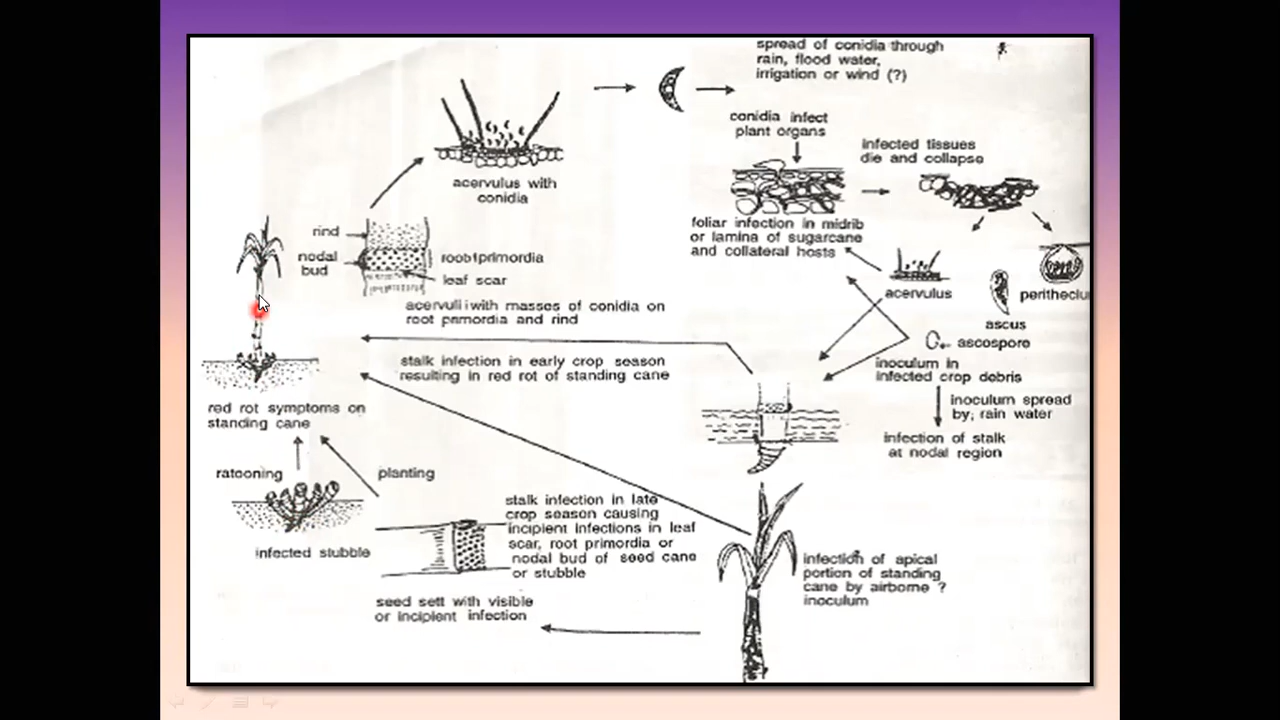 spread of conidia through
rain, flood water,
irrigation or wind (?)
conidia infect
plant organs
infected tissues
die and collapse
acervulus with
conidia
foliar infection in midrib
or lamina of sugarcane
and collateral hosts
rind
nodal
bud
root primordia
leaf scar
acervuli with masses of conidia on
root primordia and rind
acervulus
ascus
ascospore
inoculum in
infected crop debris
inoculum spread
by, rain water
infection of stalk
at nodal region
stalk infection in early crop season
resulting in red rot of standing cane
red rot symptoms on
standing cane
ratooning
planting
infected stubble
stalk infection in late
crop season causing
incipient infections in leaf
scar, root primordia or
nodal bud of seed cane
or stubble
seed sett with visible
or incipient infection
infection of apical
portion of standing
cane by airborne ?
inoculum